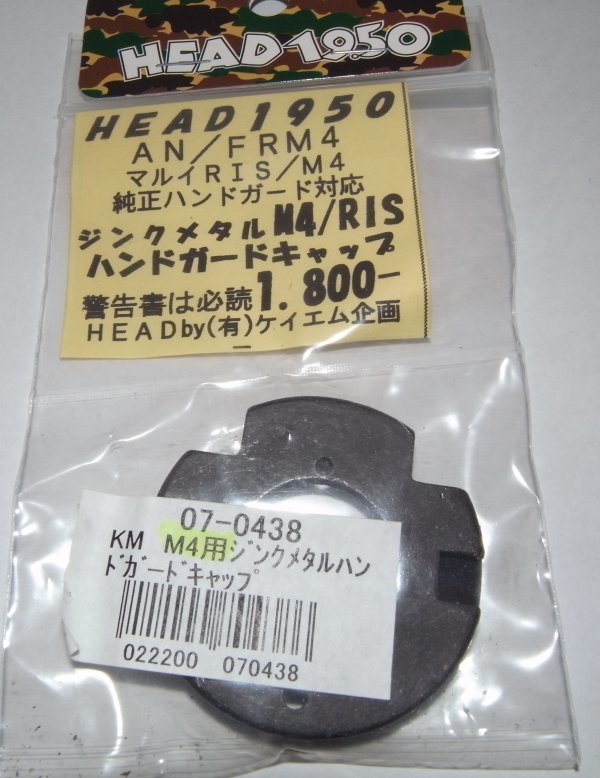 HEAD1950
HEAD1950
AN/FRM4
マルイRIS/M4
純正ハンドガード対応
ジンクメタルM4/RIS
ハンドガードキャップ
警告書は必読1.800-
HEADby(有)ケイエム企画
07-0438
KM M4用ジンクメタルハン
ドガードキャップ
022200 070438